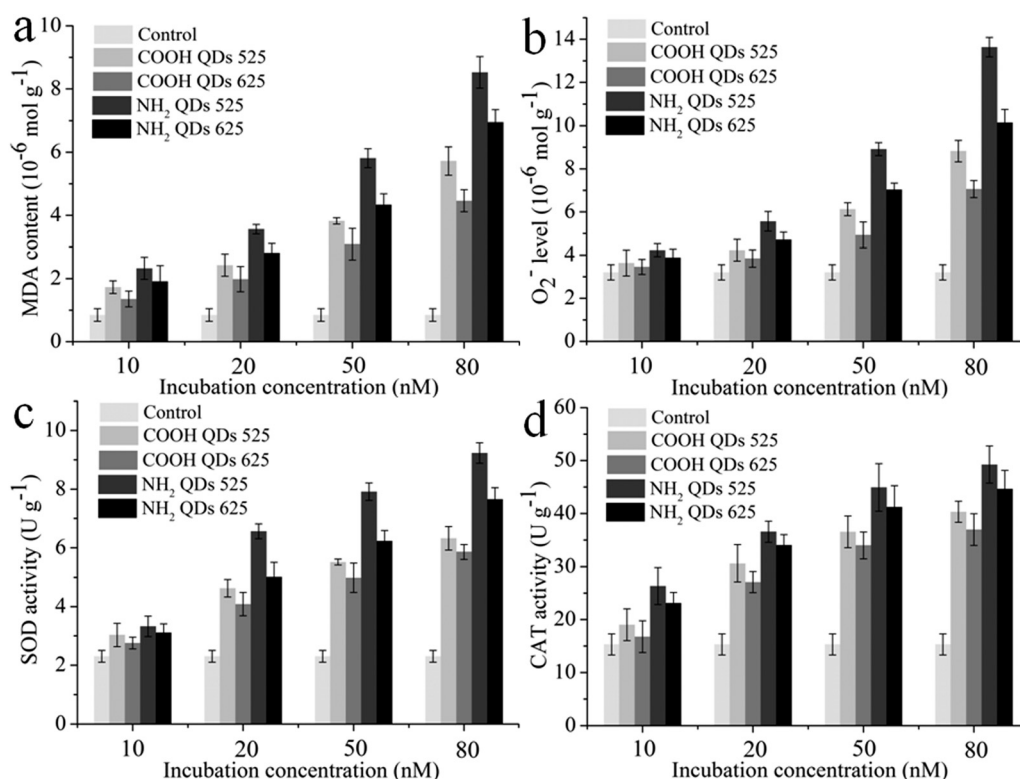 a
Control
COOH QDs 525
COOH QDs 625
NH₂ QDs 525
NH₂ QDs 625
MDA content (10⁻⁶ mol g⁻¹)
10
8
6
4
2
0
10 20 50 80
Incubation concentration (nM)
b
Control
COOH QDs 525
COOH QDs 625
NH₂ QDs 525
NH₂ QDs 625
O₂⁻ level (10⁻⁶ mol g⁻¹)
14
12
10
8
6
4
2
0
10 20 50 80
Incubation concentration (nM)
c
Control
COOH QDs 525
COOH QDs 625
NH₂ QDs 525
NH₂ QDs 625
SOD activity (U g⁻¹)
10
8
6
4
2
0
10 20 50 80
Incubation concentration (nM)
d
Control
COOH QDs 525
COOH QDs 625
NH₂ QDs 525
NH₂ QDs 625
CAT activity (U g⁻¹)
60
50
40
30
20
10
0
10 20 50 80
Incubation concentration (nM)